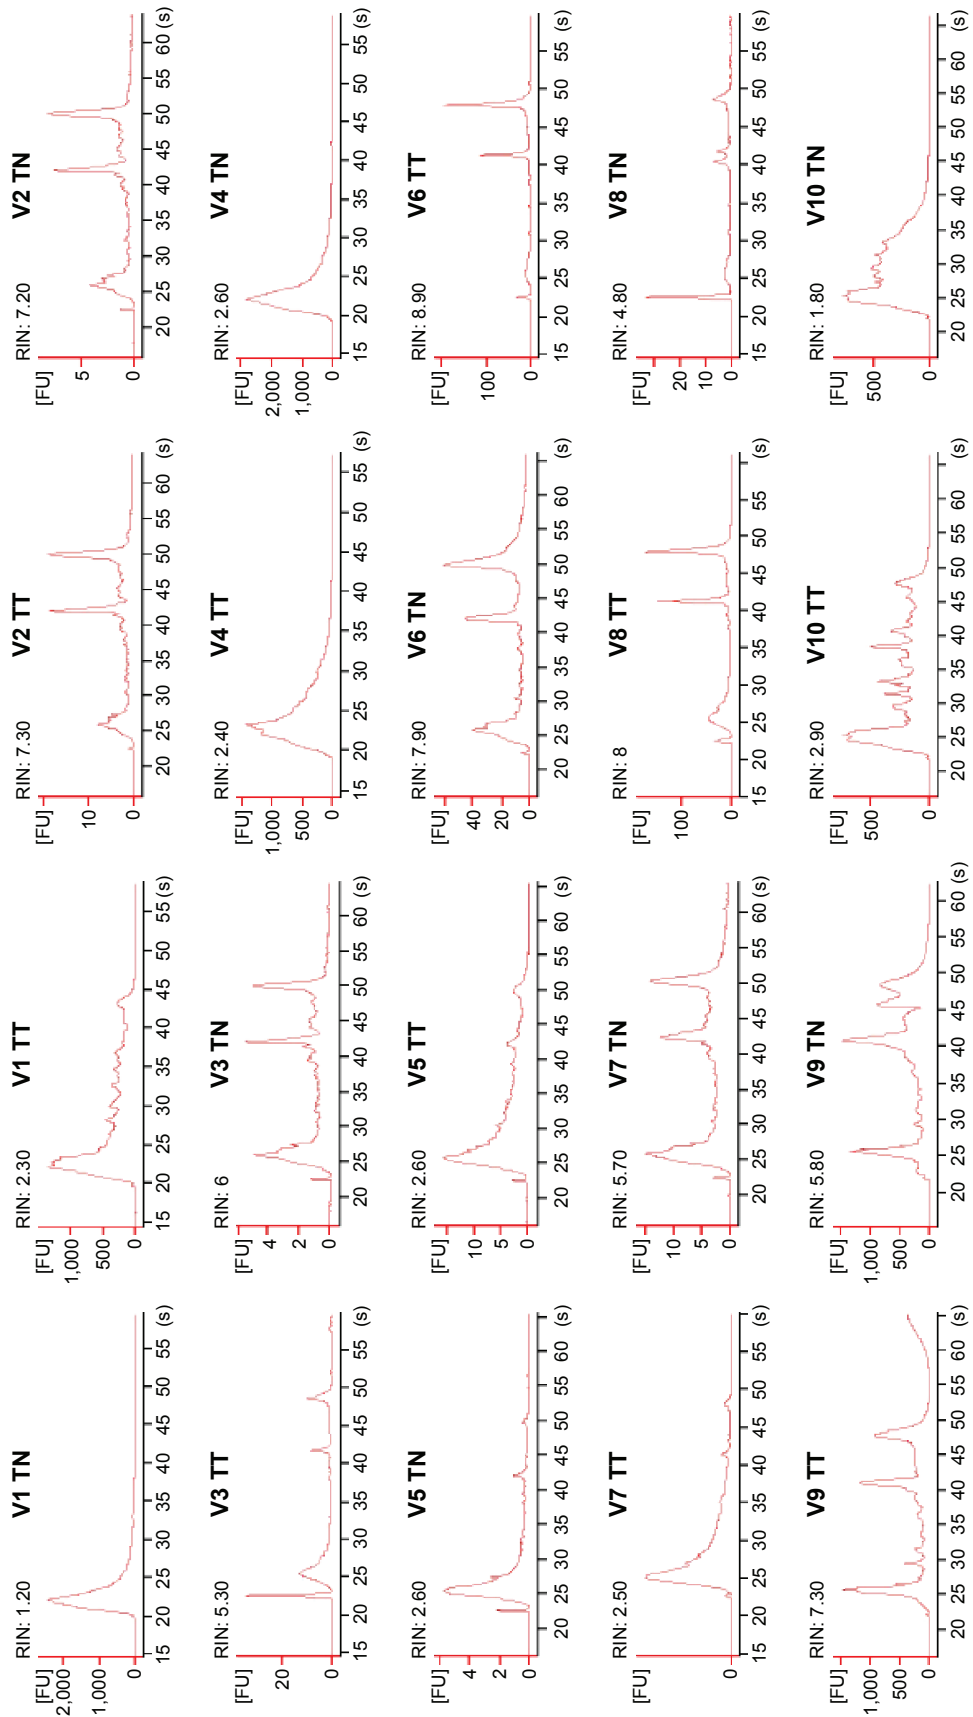 V1 TN
RIN: 1.20
[FU]
2,000
1,000
0
15 20 25 30 35 40 45 50 55 (s)
V1 TT
RIN: 2.30
[FU]
1,000
500
0
15 20 25 30 35 40 45 50 55 (s)
V2 TT
RIN: 7.30
[FU]
10
0
20 25 30 35 40 45 50 55 60 (s)
V2 TN
RIN: 7.20
[FU]
5
0
20 25 30 35 40 45 50 55 60 (s)
V3 TT
RIN: 5.30
[FU]
20
0
15 20 25 30 35 40 45 50 55 (s)
V3 TN
RIN: 6
[FU]
4
2
0
20 25 30 35 40 45 50 55 60 (s)
V4 TT
RIN: 2.40
[FU]
1,000
500
0
15 20 25 30 35 40 45 50 55 (s)
V4 TN
RIN: 2.60
[FU]
2,000
1,000
0
15 20 25 30 35 40 45 50 55 (s)
V5 TN
RIN: 2.60
[FU]
4
2
0
20 25 30 35 40 45 50 55 60 (s)
V5 TT
RIN: 2.60
[FU]
15
10
5
0
20 25 30 35 40 45 50 55 60 (s)
V6 TN
RIN: 7.90
[FU]
40
20
0
20 25 30 35 40 45 50 55 60 (s)
V6 TT
RIN: 8.90
[FU]
100
0
15 20 25 30 35 40 45 50 55 (s)
V7 TT
RIN: 2.50
[FU]
0
15 20 25 30 35 40 45 50 55 (s)
V7 TN
RIN: 5.70
[FU]
15
10
5
0
20 25 30 35 40 45 50 55 60 (s)
V8 TT
RIN: 8
[FU]
100
0
15 20 25 30 35 40 45 50 55 (s)
V8 TN
RIN: 4.80
[FU]
20
10
0
15 20 25 30 35 40 45 50 55 (s)
V9 TT
RIN: 7.30
[FU]
1,000
500
0
20 25 30 35 40 45 50 55 60 (s)
V9 TN
RIN: 5.80
[FU]
1,000
500
0
20 25 30 35 40 45 50 55 60 (s)
V10 TT
RIN: 2.90
[FU]
500
0
20 25 30 35 40 45 50 55 60 (s)
V10 TN
RIN: 1.80
[FU]
500
0
20 25 30 35 40 45 50 55 60 (s)